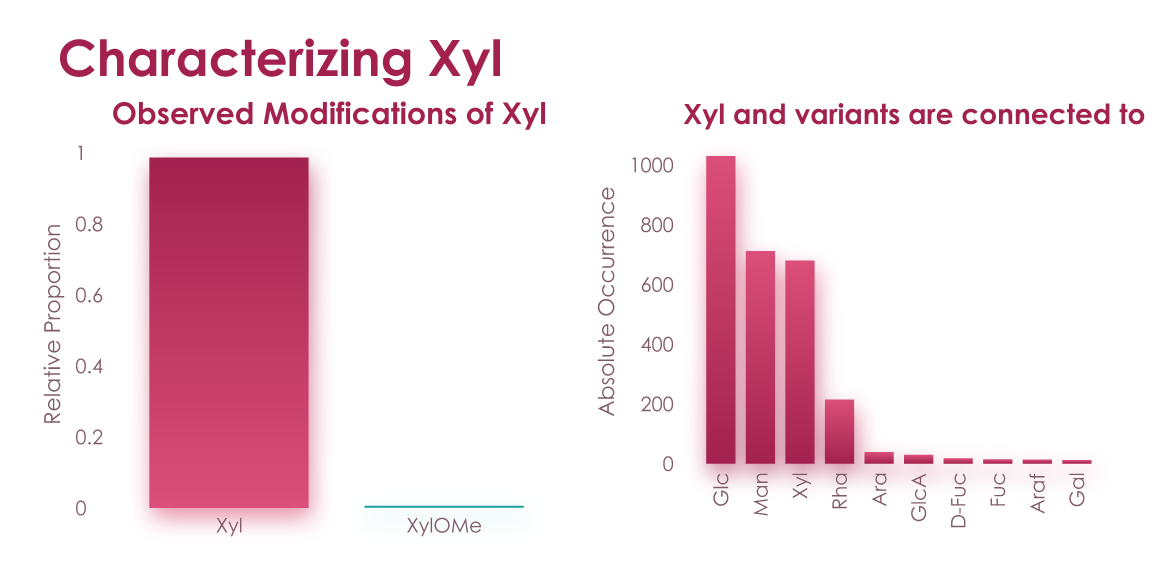 Characterizing Xyl
Observed Modifications of Xyl
Relative Proportion
1
0.8
0.6
0.4
0.2
0
Xyl
XylOMe
Xyl and variants are connected to
Absolute Occurrence
1000
800
600
400
200
0
Glc
Man
Xyl
Rha
Ara
GlcA
D-Fuc
Fuc
Araf
Gal